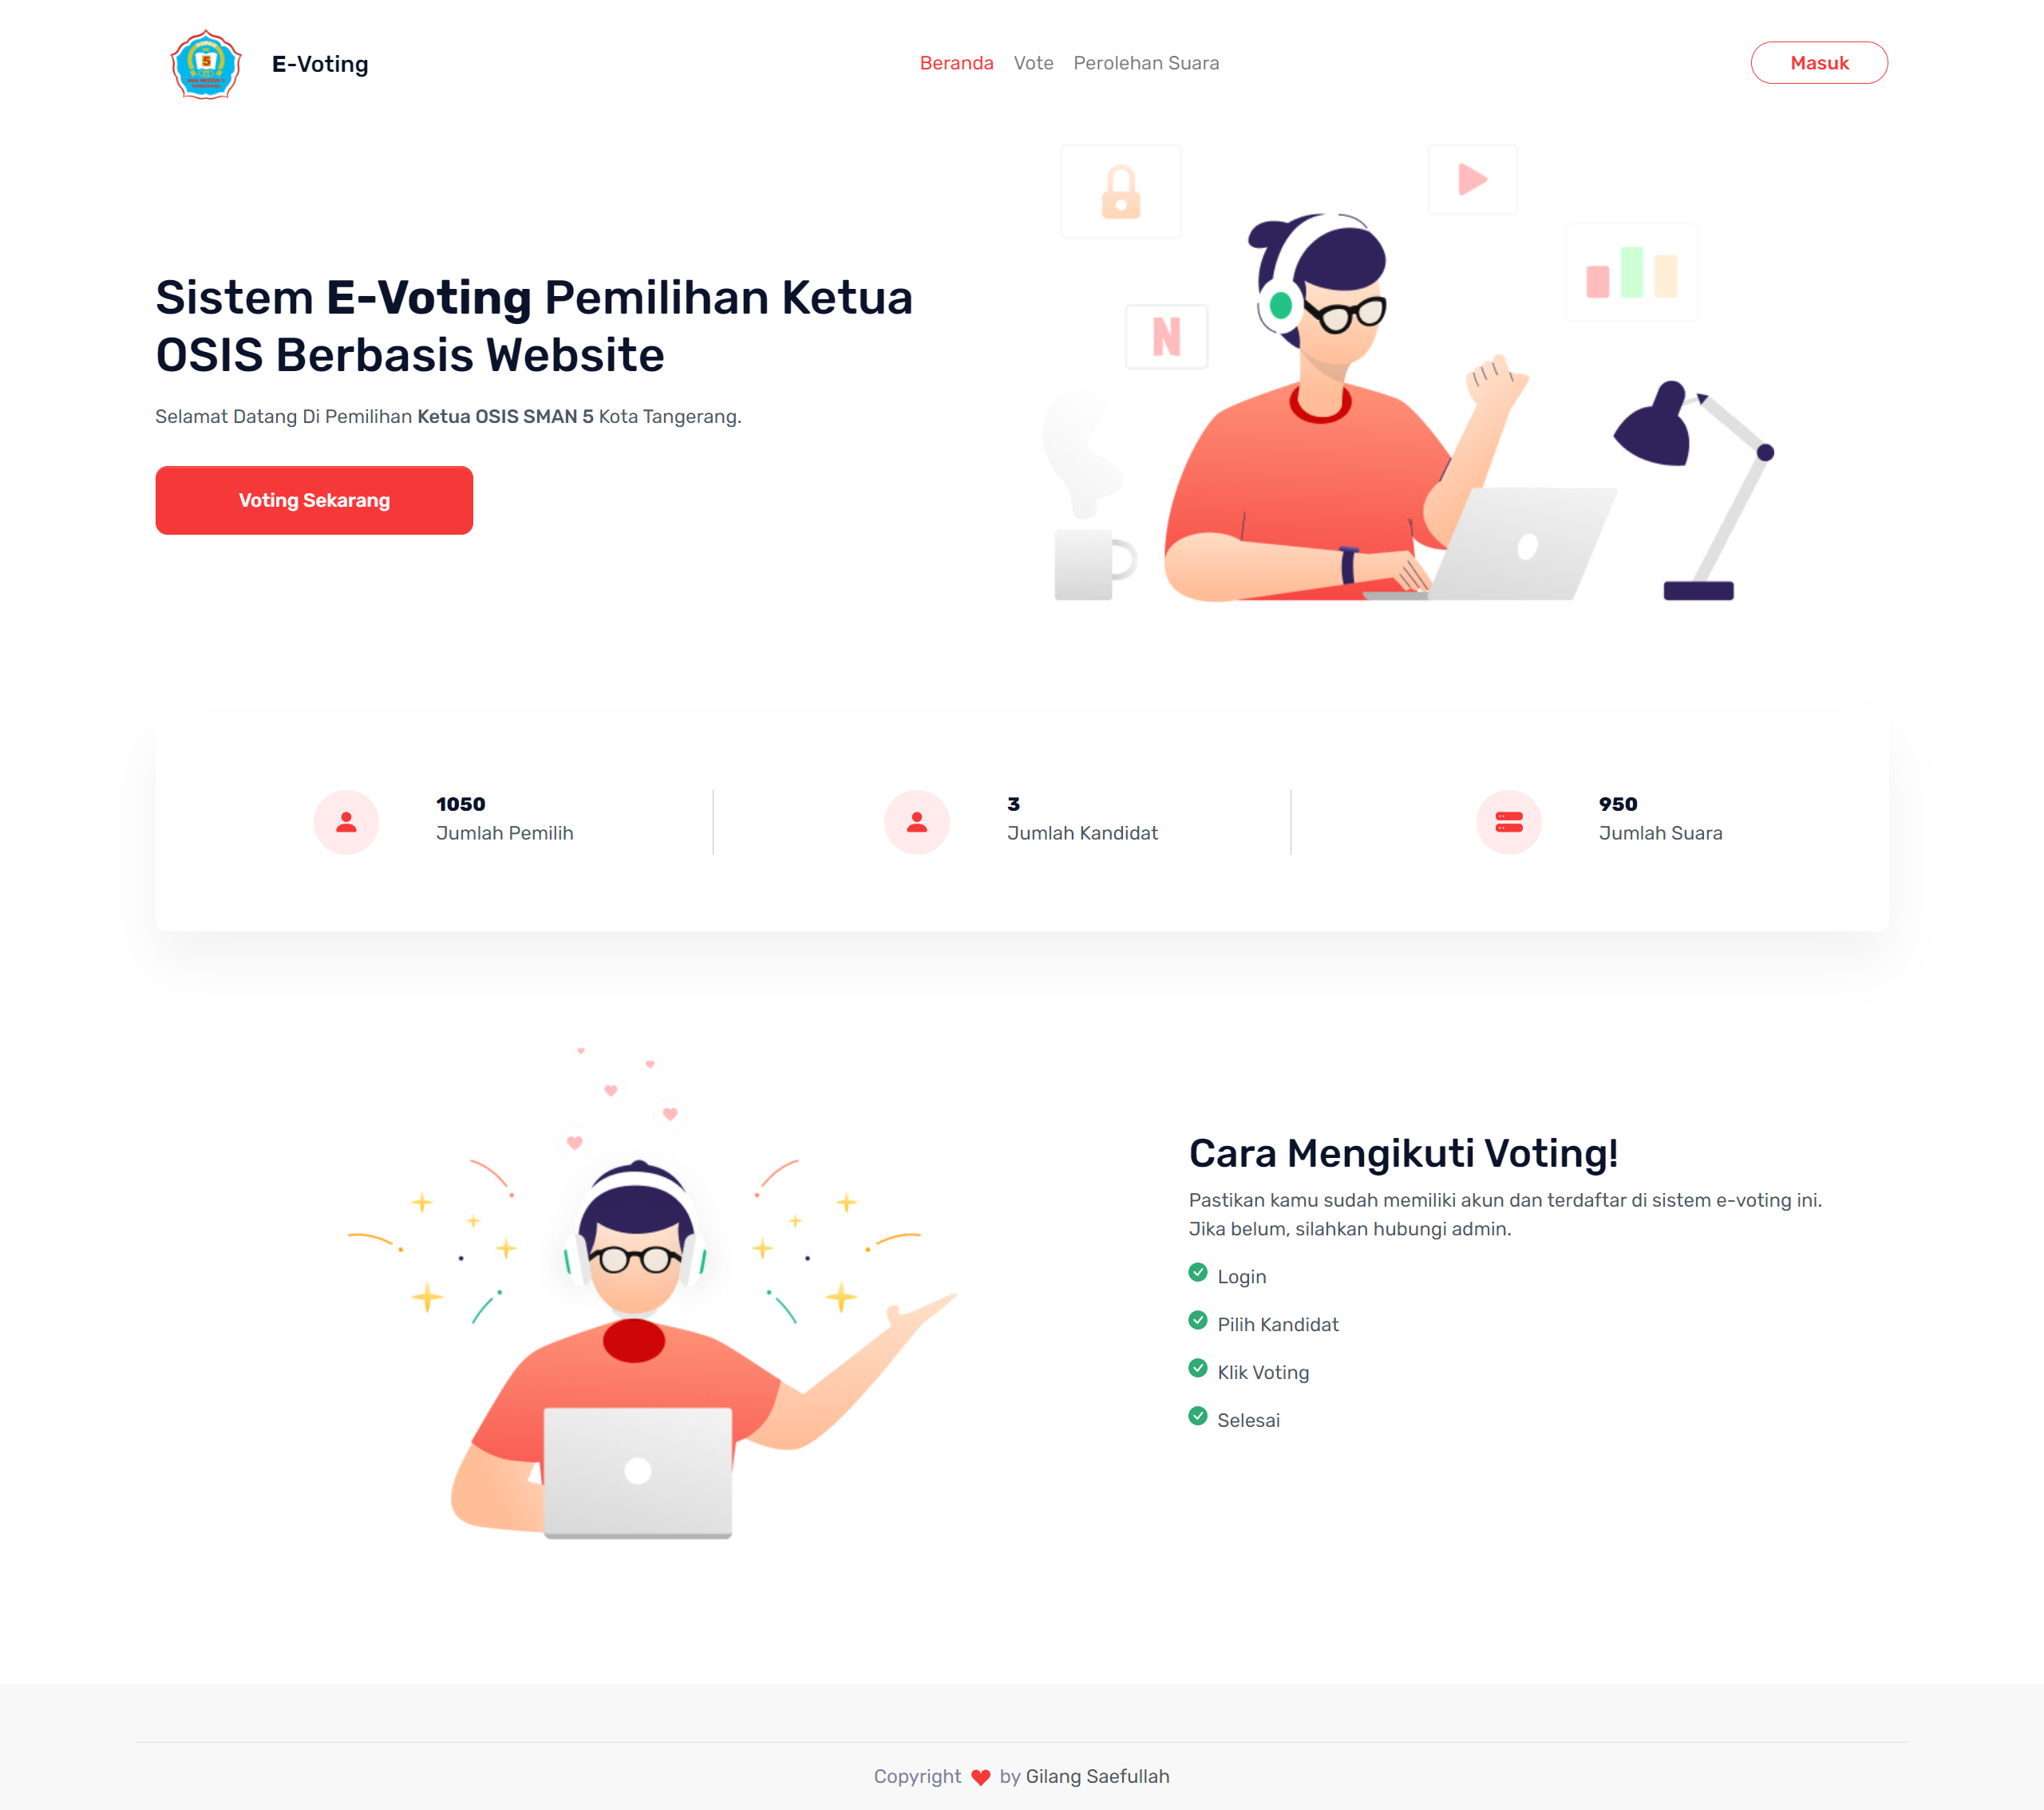 E-Voting
Beranda
Vote
Perolehan Suara
Masuk
Sistem E-Voting Pemilihan Ketua
OSIS Berbasis Website
Selamat Datang Di Pemilihan Ketua OSIS SMAN 5 Kota Tangerang.
Voting Sekarang
N
5
1050
Jumlah Pemilih
3
Jumlah Kandidat
950
Jumlah Suara
Cara Mengikuti Voting!
Pastikan kamu sudah memiliki akun dan terdaftar di sistem e-voting ini.
Jika belum, silahkan hubungi admin.
Login
Pilih Kandidat
Klik Voting
Selesai
Copyright ❤ by Gilang Saefullah